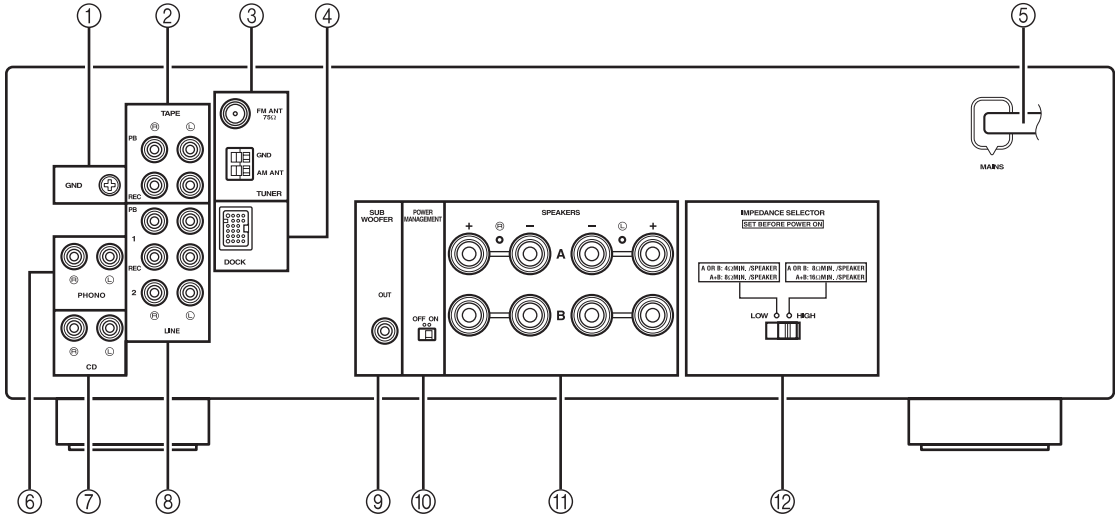 ① ② ③ ④ ⑤
TAPE
Ⓡ Ⓛ
PB
REC
GND
FM ANT
75Ω
GND
AM ANT
TUNER
DOCK
PB
1
REC
2
Ⓡ Ⓛ
LINE
Ⓡ Ⓛ
PHONO
Ⓡ Ⓛ
CD
MAINS
SUB
WOOFER
OUT
POWER
MANAGEMENT
OFF ON
SPEAKERS
+ Ⓡ − − Ⓛ +
A
B
IMPEDANCE SELECTOR
SET BEFORE POWER ON
A OR B: 4ΩMIN, /SPEAKER
A+B: 8ΩMIN, /SPEAKER
A OR B: 8ΩMIN, /SPEAKER
A+B:16ΩMIN, /SPEAKER
LOW HIGH
⑥ ⑦ ⑧ ⑨ ⑩ ⑪ ⑫